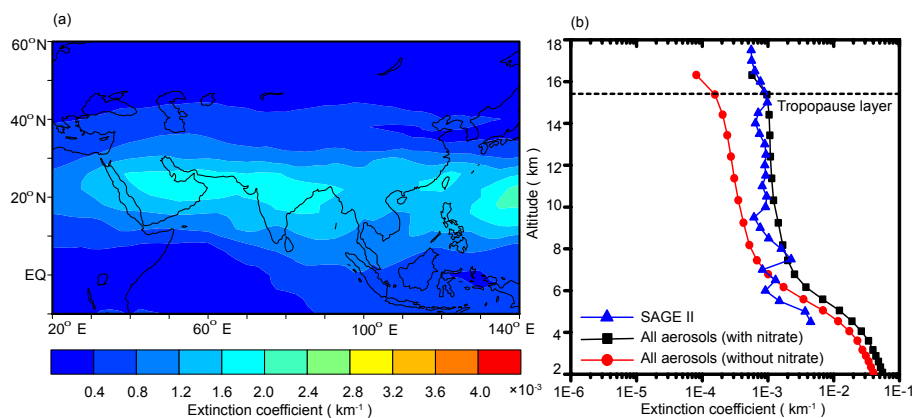 (a)
60°N
40°N
20°N
EQ
20°E 60°E 100°E 140°E
0.4 0.8 1.2 1.6 2.0 2.4 2.8 3.2 3.6 4.0 ×10⁻³
Extinction coefficient ( km⁻¹ )
(b)
18
16
14
12
10
8
6
4
2
Altitude ( km )
Tropopause layer
SAGE II
All aerosols (with nitrate)
All aerosols (without nitrate)
1E-6 1E-5 1E-4 1E-3 1E-2 1E-1
Extinction coefficient ( km⁻¹ )